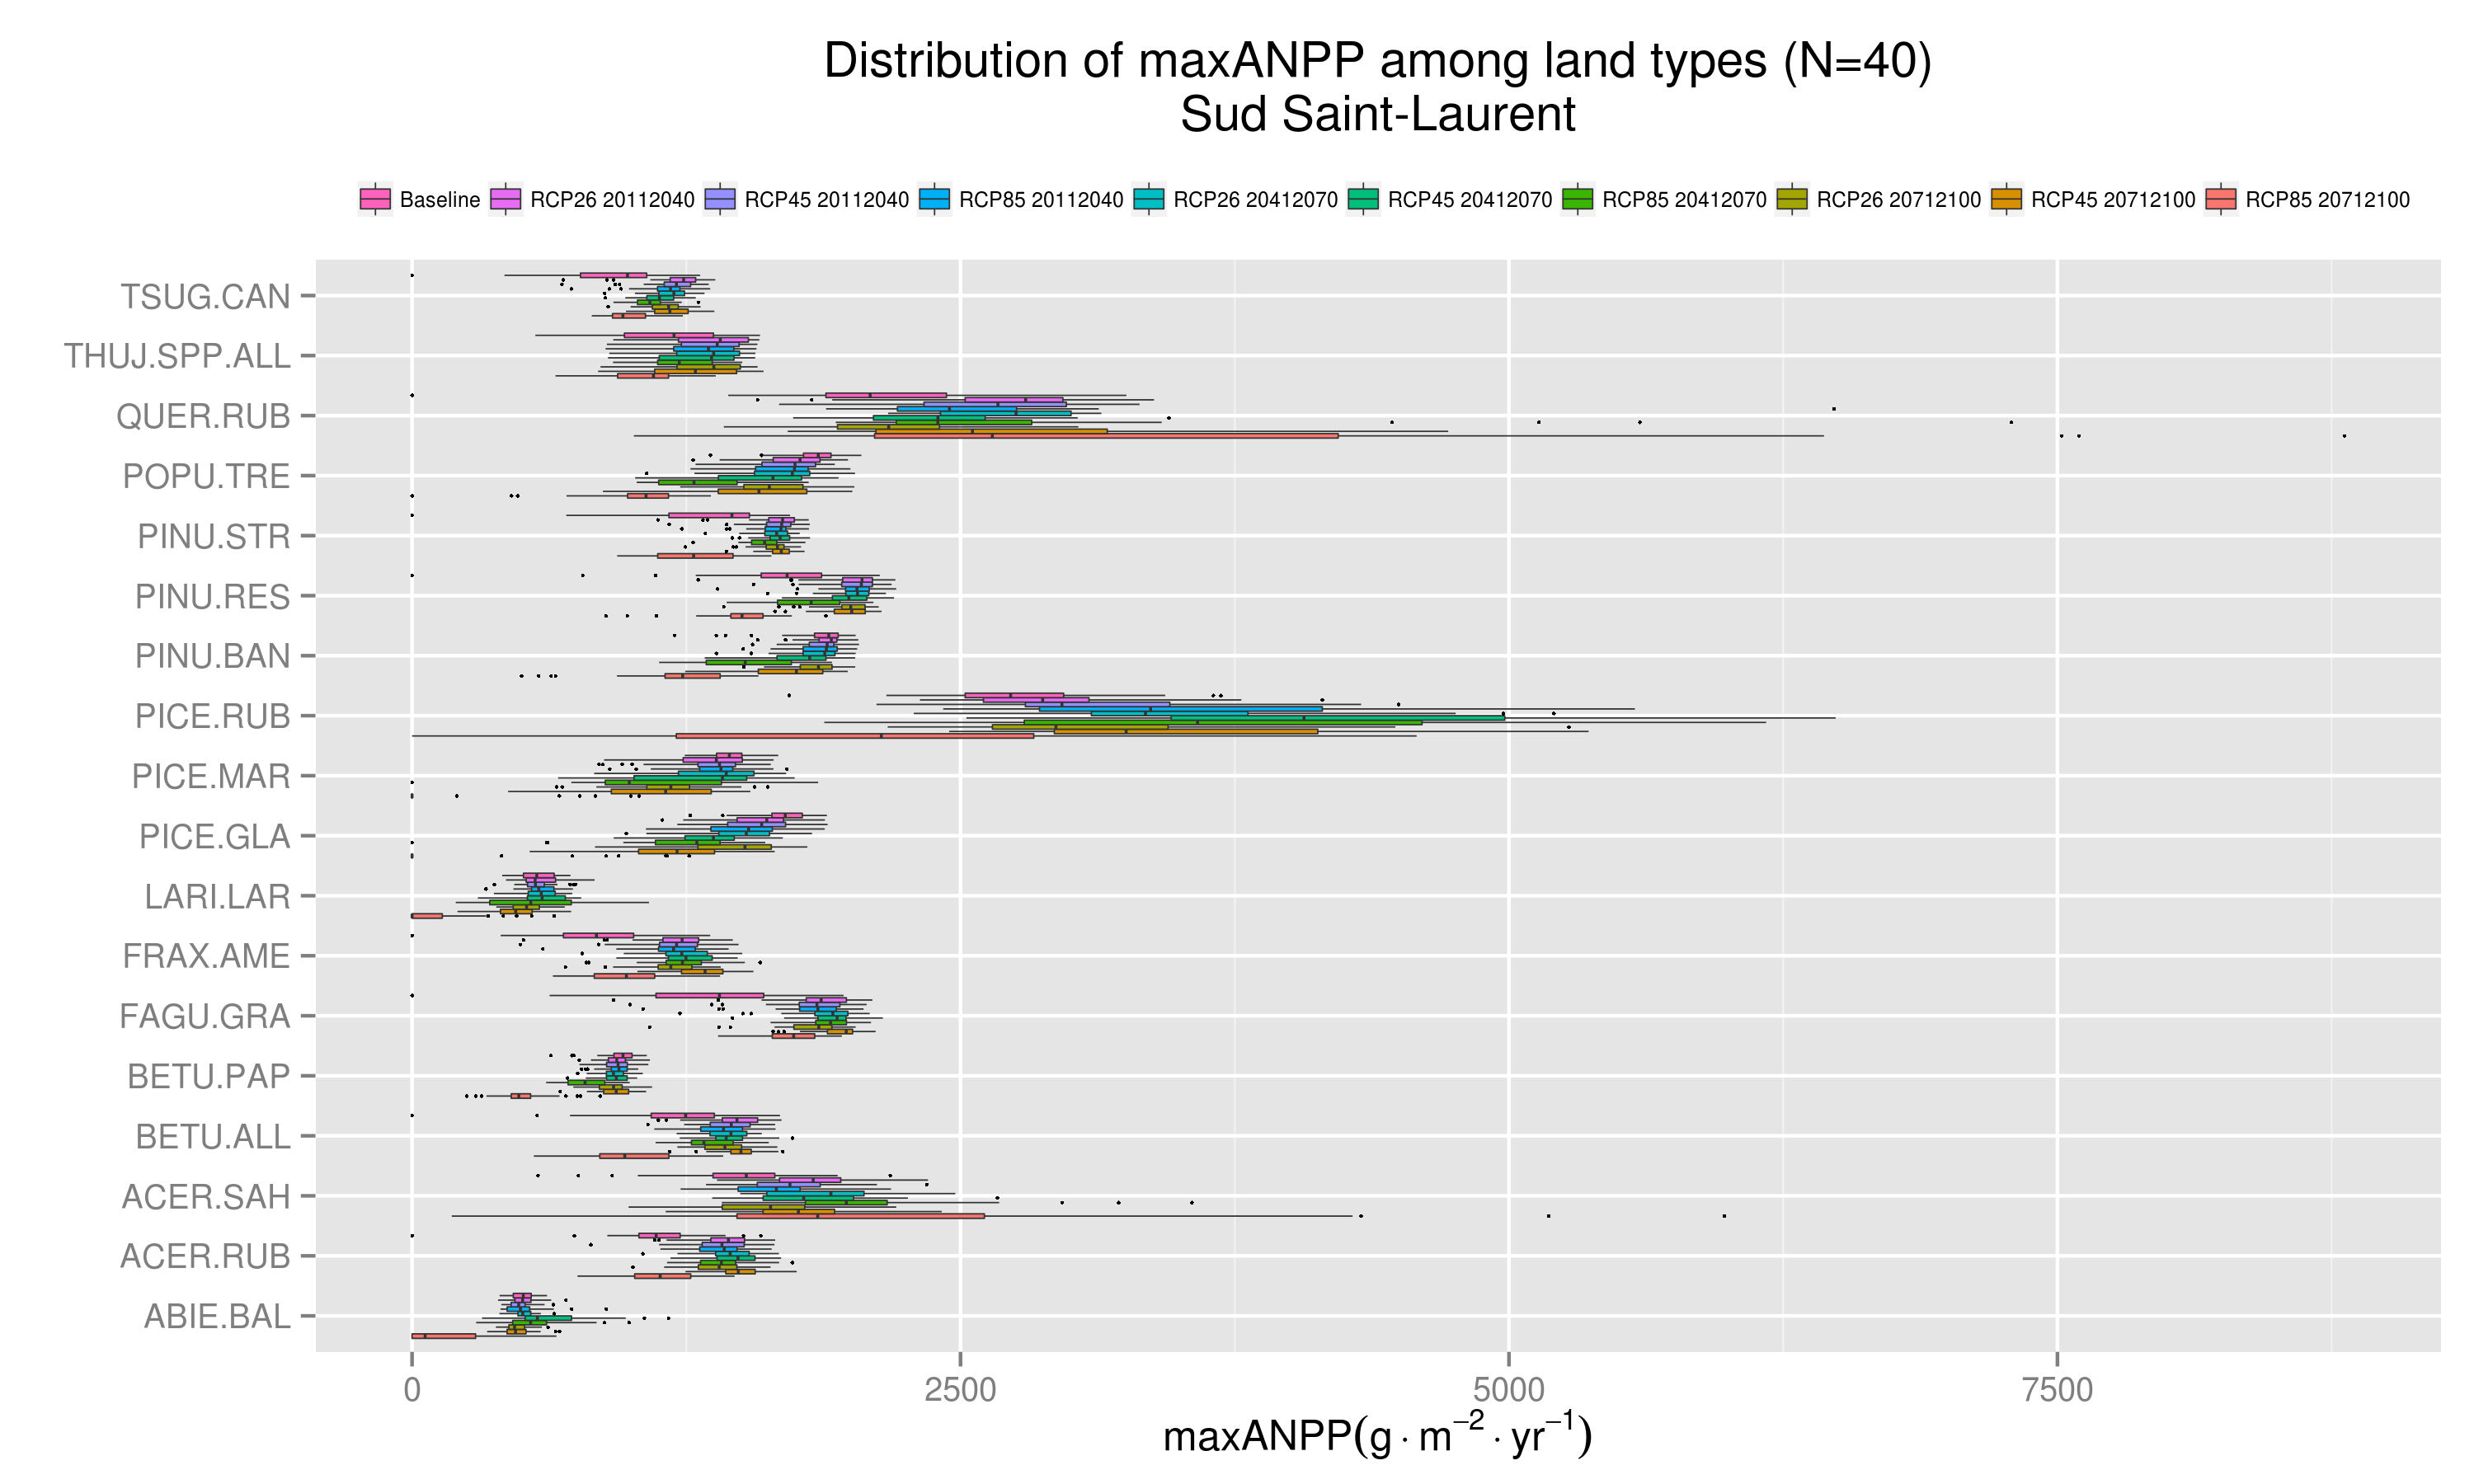 Distribution of maxANPP among land types (N=40)
Sud Saint-Laurent
Baseline RCP26 20112040 RCP45 20112040 RCP85 20112040 RCP26 20412070 RCP45 20412070 RCP85 20412070 RCP26 20712100 RCP45 20712100 RCP85 20712100
TSUG.CAN
THUJ.SPP.ALL
QUER.RUB
POPU.TRE
PINU.STR
PINU.RES
PINU.BAN
PICE.RUB
PICE.MAR
PICE.GLA
LARI.LAR
FRAX.AME
FAGU.GRA
BETU.PAP
BETU.ALL
ACER.SAH
ACER.RUB
ABIE.BAL
0 2500 5000 7500
maxANPP(g·m⁻²·yr⁻¹)